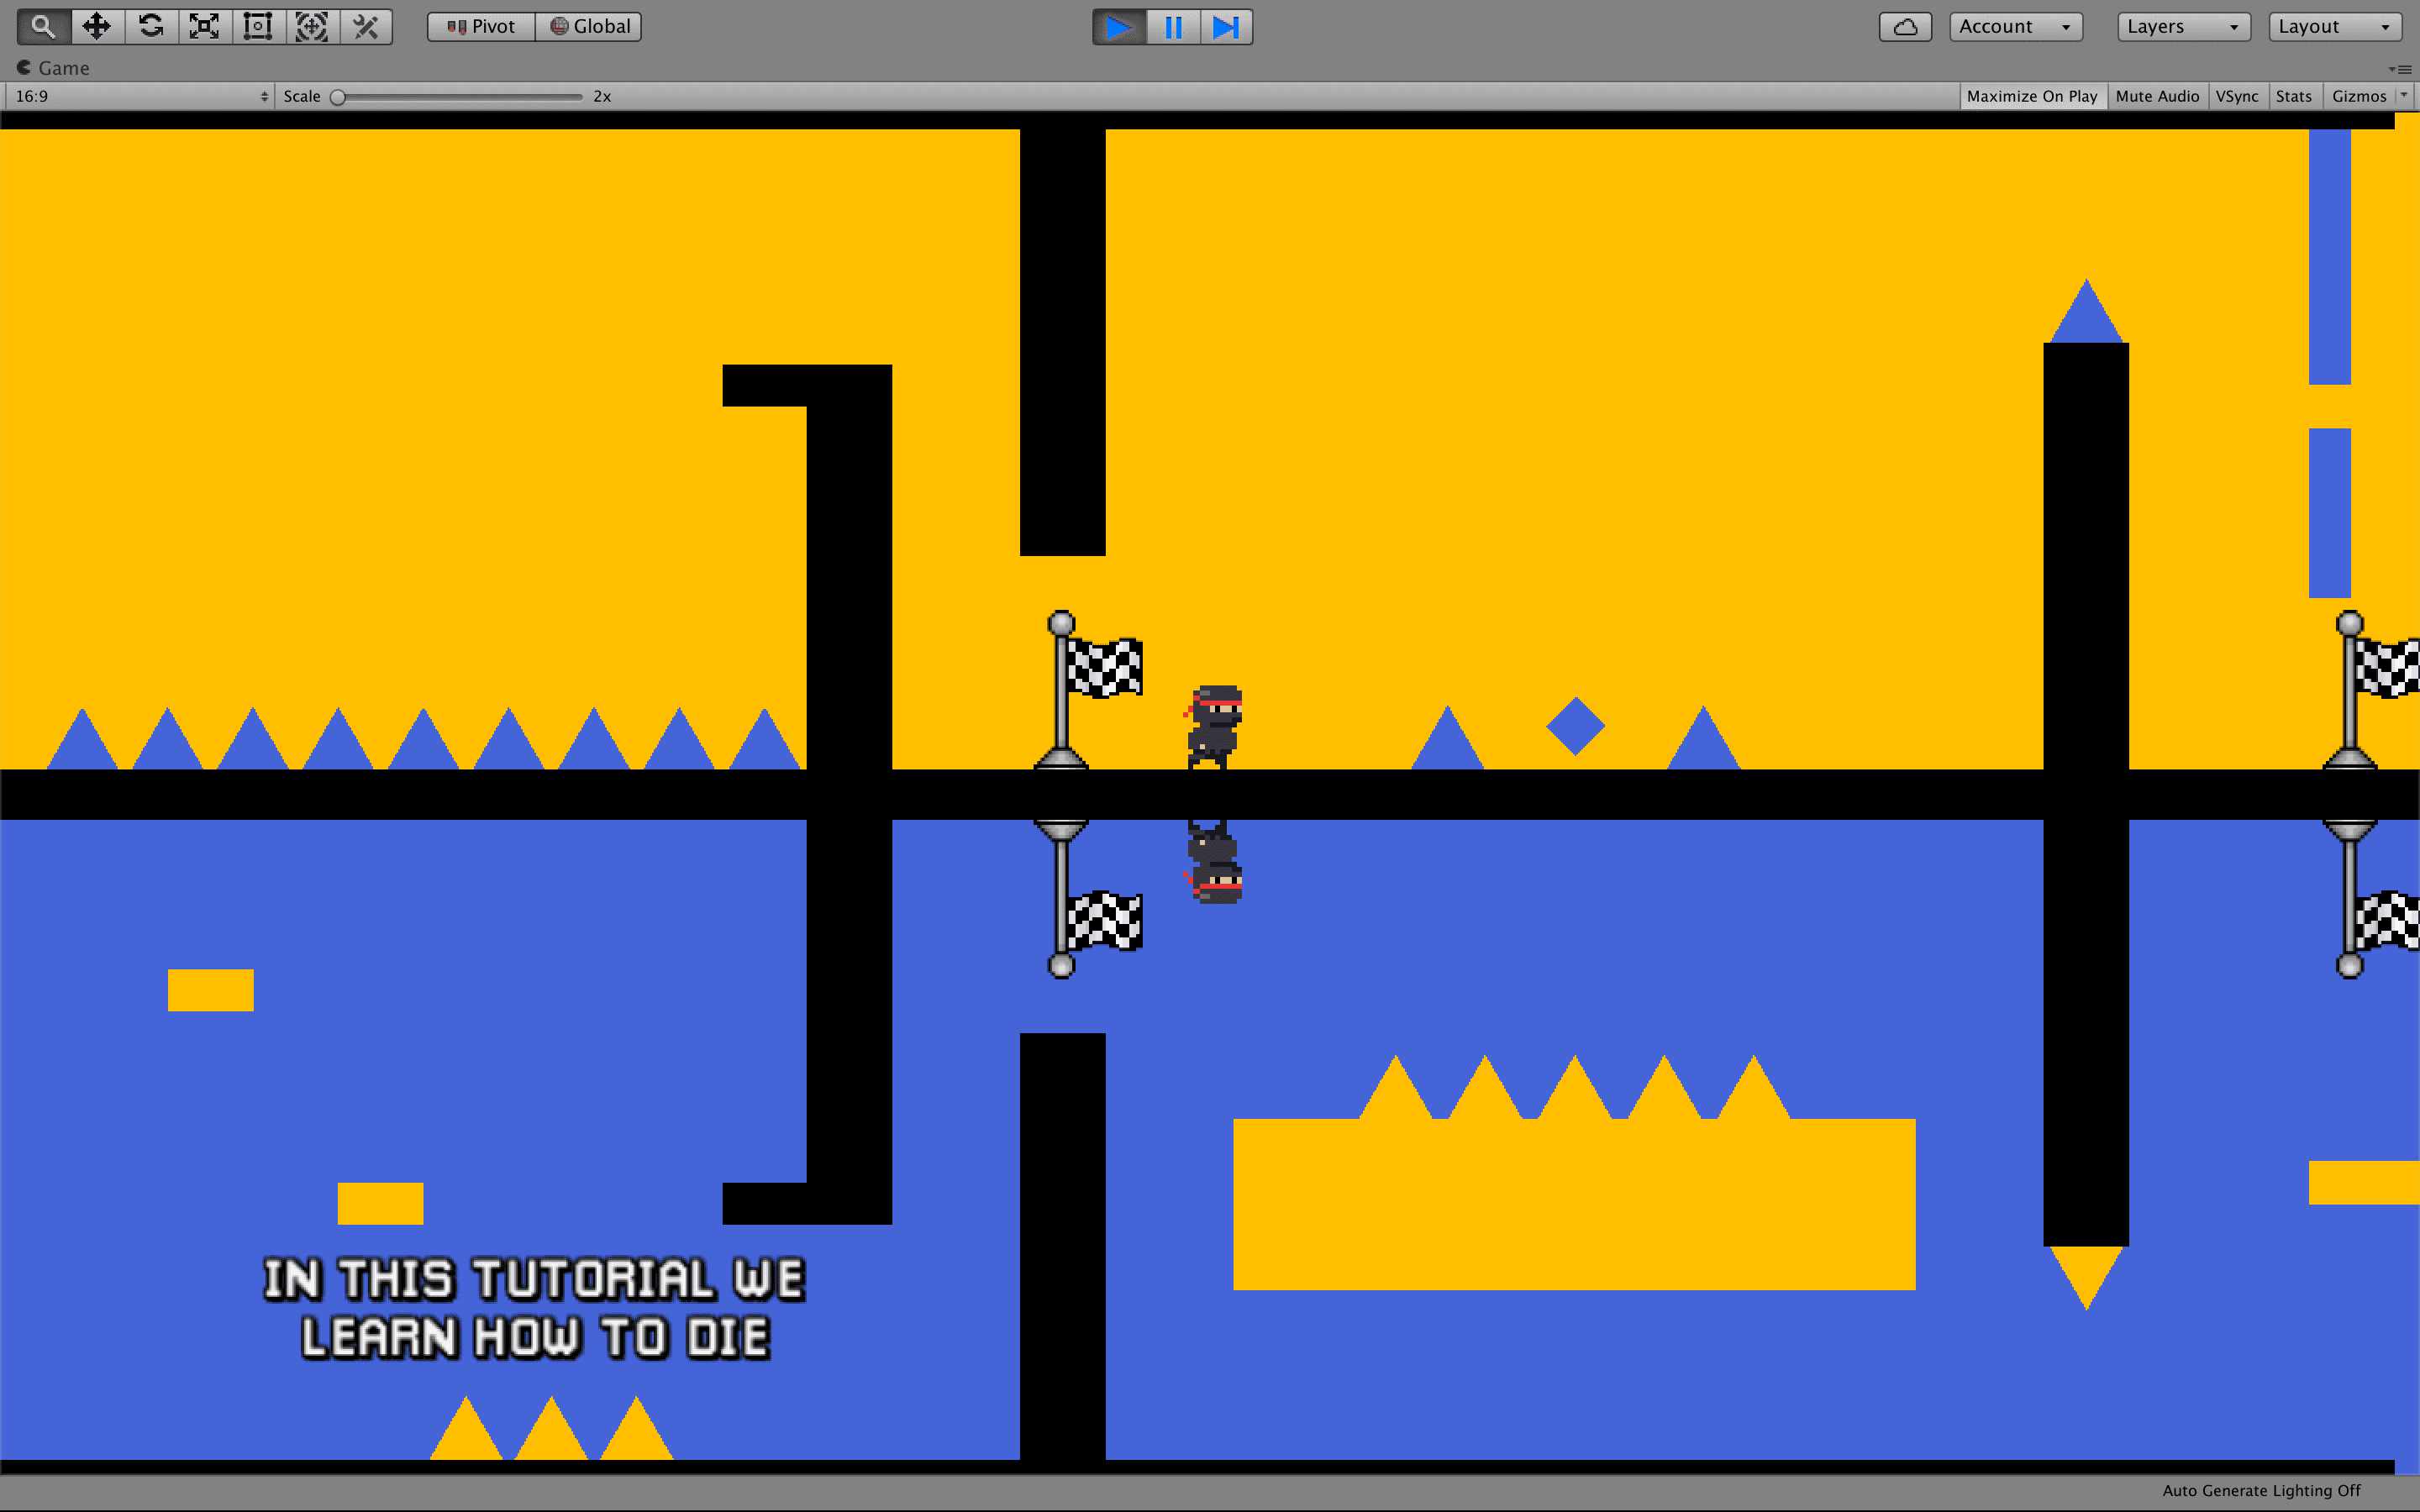 Pivot Global Account Layers Layout
Game
16:9 Scale 2x Maximize On Play Mute Audio VSync Stats Gizmos
IN THIS TUTORIAL WE
LEARN HOW TO DIE
Auto Generate Lighting Off